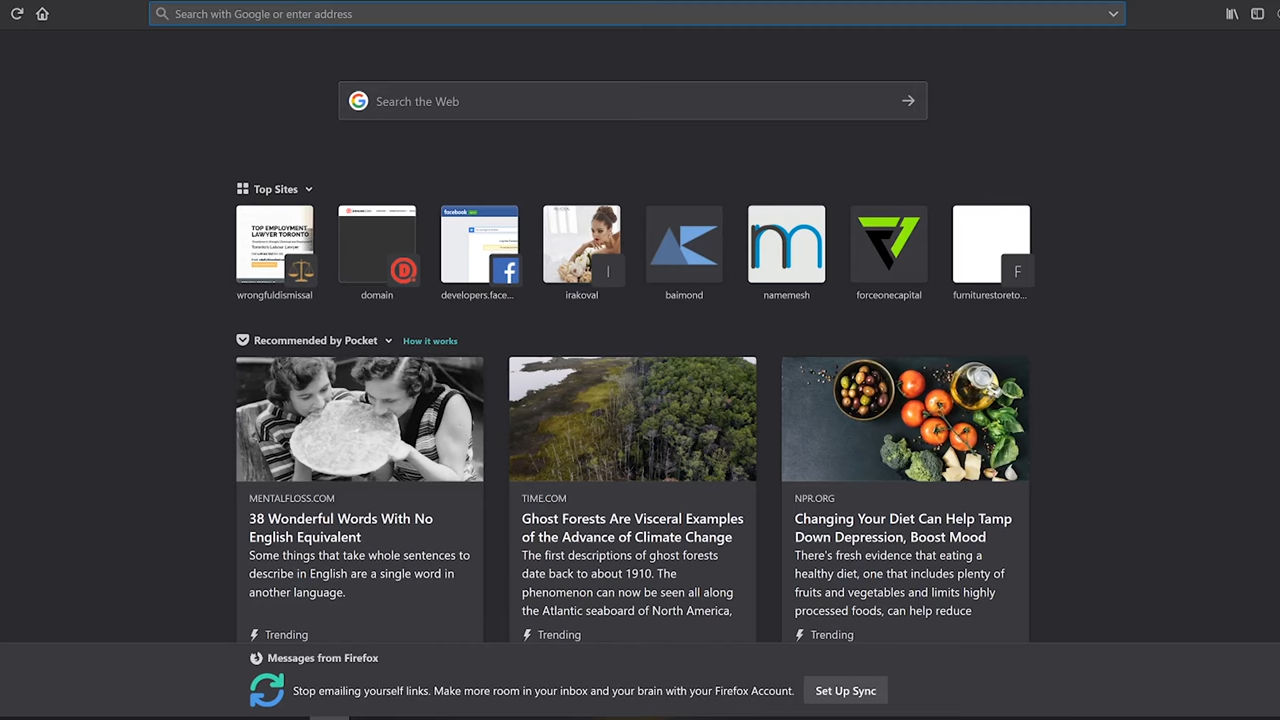 Search with Google or enter address
Search the Web
Top Sites
TOP EMPLOYMENT
LAWYER TORONTO
Toronto's Labour Lawyer
facebook
D
f
I
m
F
wrongfuldismissal
domain
developers.face...
irakoval
baimond
namemesh
forceonecapital
furniturestoreto...
Recommended by Pocket
How it works
MENTALFLOSS.COM
38 Wonderful Words With No
English Equivalent
Some things that take whole sentences to
describe in English are a single word in
another language.
Trending
TIME.COM
Ghost Forests Are Visceral Examples
of the Advance of Climate Change
The first descriptions of ghost forests
date back to about 1910. The
phenomenon can now be seen all along
the Atlantic seaboard of North America,
Trending
NPR.ORG
Changing Your Diet Can Help Tamp
Down Depression, Boost Mood
There's fresh evidence that eating a
healthy diet, one that includes plenty of
fruits and vegetables and limits highly
processed foods, can help reduce
Trending
Messages from Firefox
Stop emailing yourself links. Make more room in your inbox and your brain with your Firefox Account.
Set Up Sync